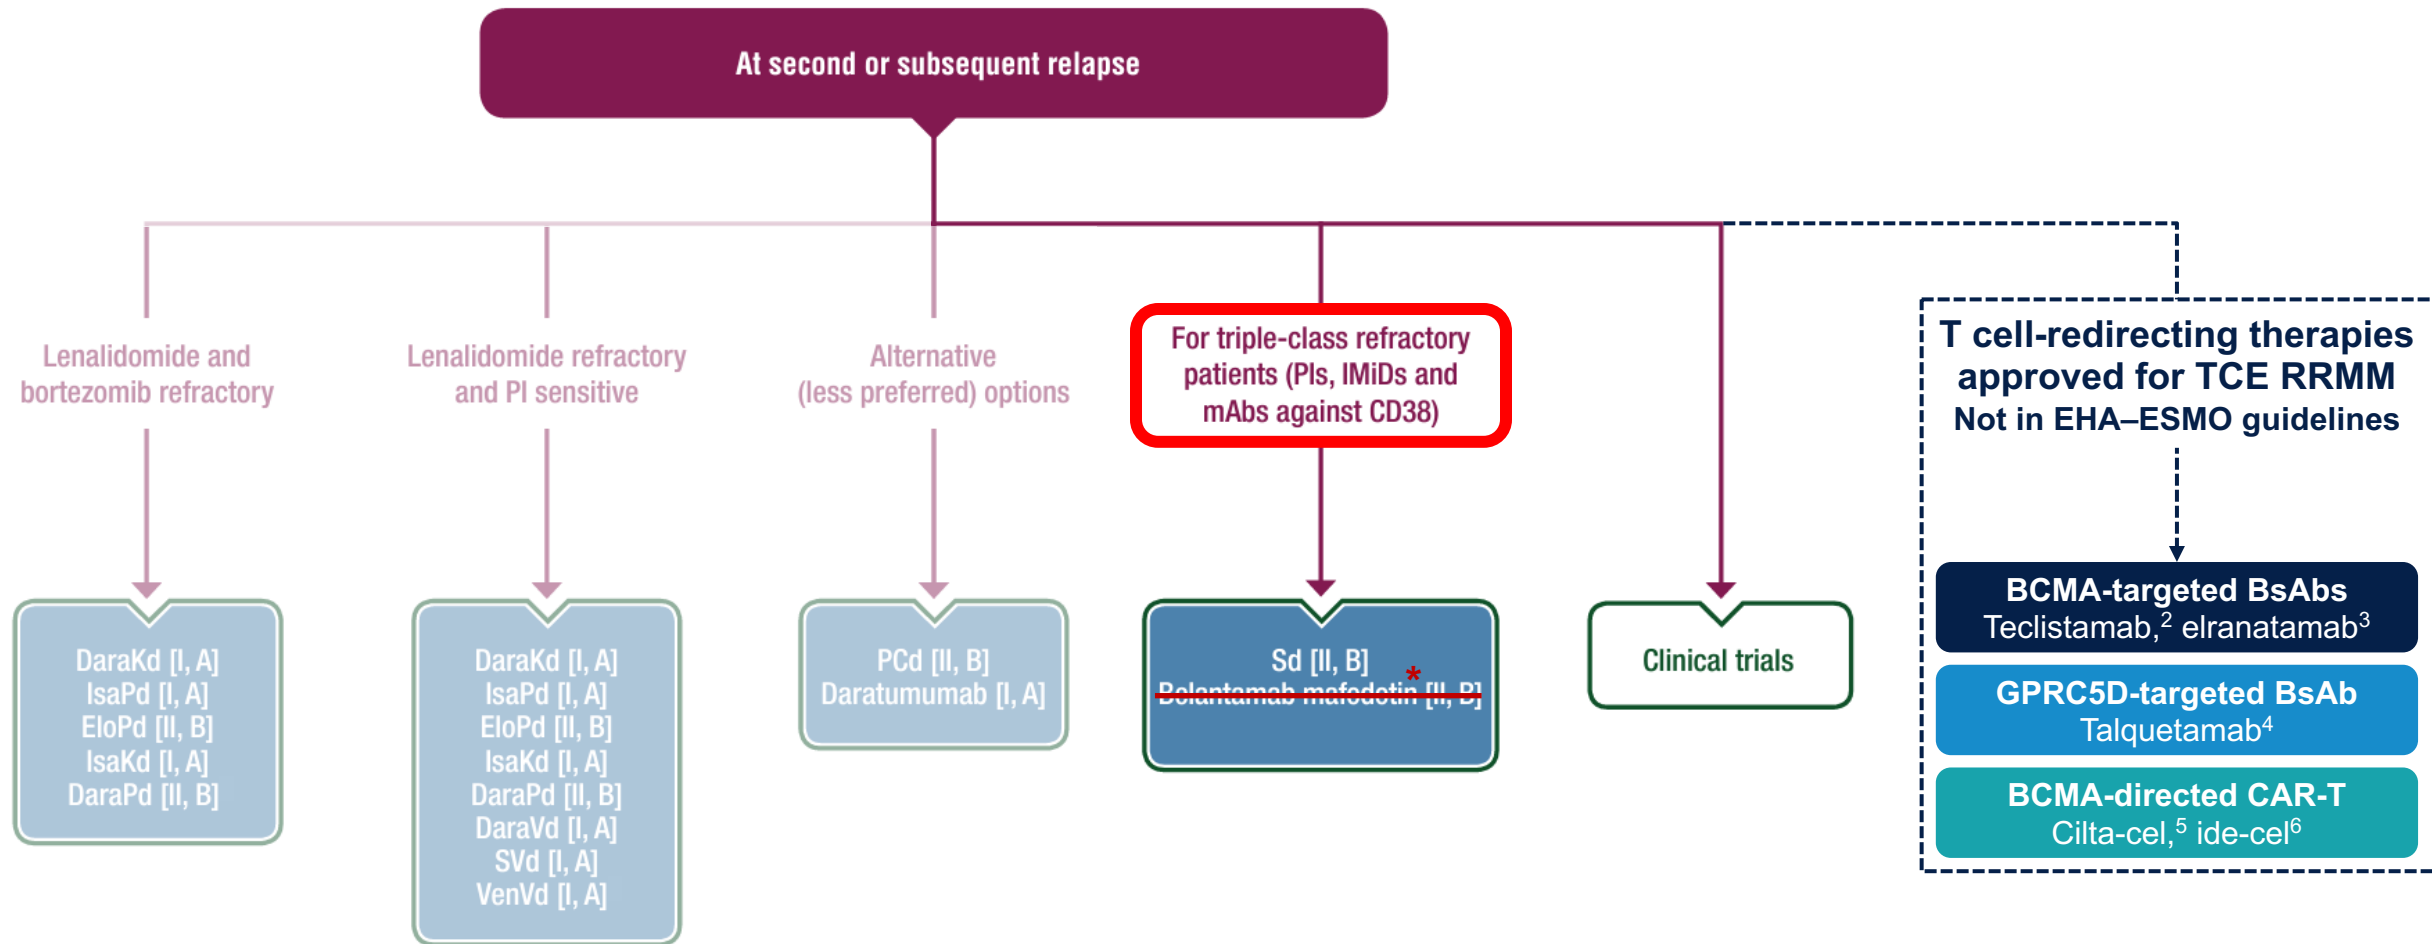 At second or subsequent relapse
Lenalidomide and
bortezomib refractory
Lenalidomide refractory
and PI sensitive
Alternative
(less preferred) options
For triple-class refractory
patients (PIs, IMiDs and
mAbs against CD38)
T cell-redirecting therapies
approved for TCE RRMM
Not in EHA–ESMO guidelines
DaraKd [I, A]
IsaPd [I, A]
EloPd [II, B]
IsaKd [I, A]
DaraPd [II, B]
DaraKd [I, A]
IsaPd [I, A]
EloPd [II, B]
IsaKd [I, A]
DaraPd [II, B]
DaraVd [I, A]
SVd [I, A]
VenVd [I, A]
PCd [II, B]
Daratumumab [I, A]
Sd [II, B]
Belantamab mafodotin* [II, B]
Clinical trials
BCMA-targeted BsAbs
Teclistamab,2 elranatamab3
GPRC5D-targeted BsAb
Talquetamab4
BCMA-directed CAR-T
Cilta-cel,5 ide-cel6